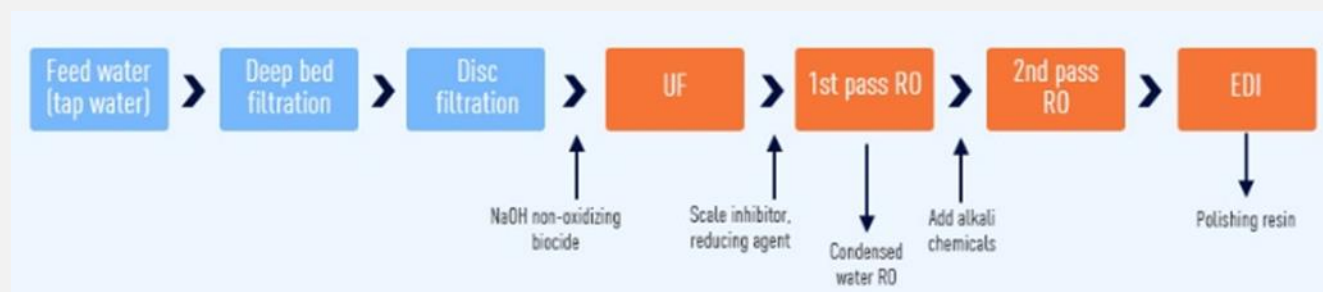 Feed water
(tap water)
Deep bed
filtration
Disc
filtration
UF
1st pass RO
2nd pass
RO
EDI
NaOH non-oxidizing
biocide
Scale inhibitor,
reducing agent
Condensed
water RO
Add alkali
chemicals
Polishing resin